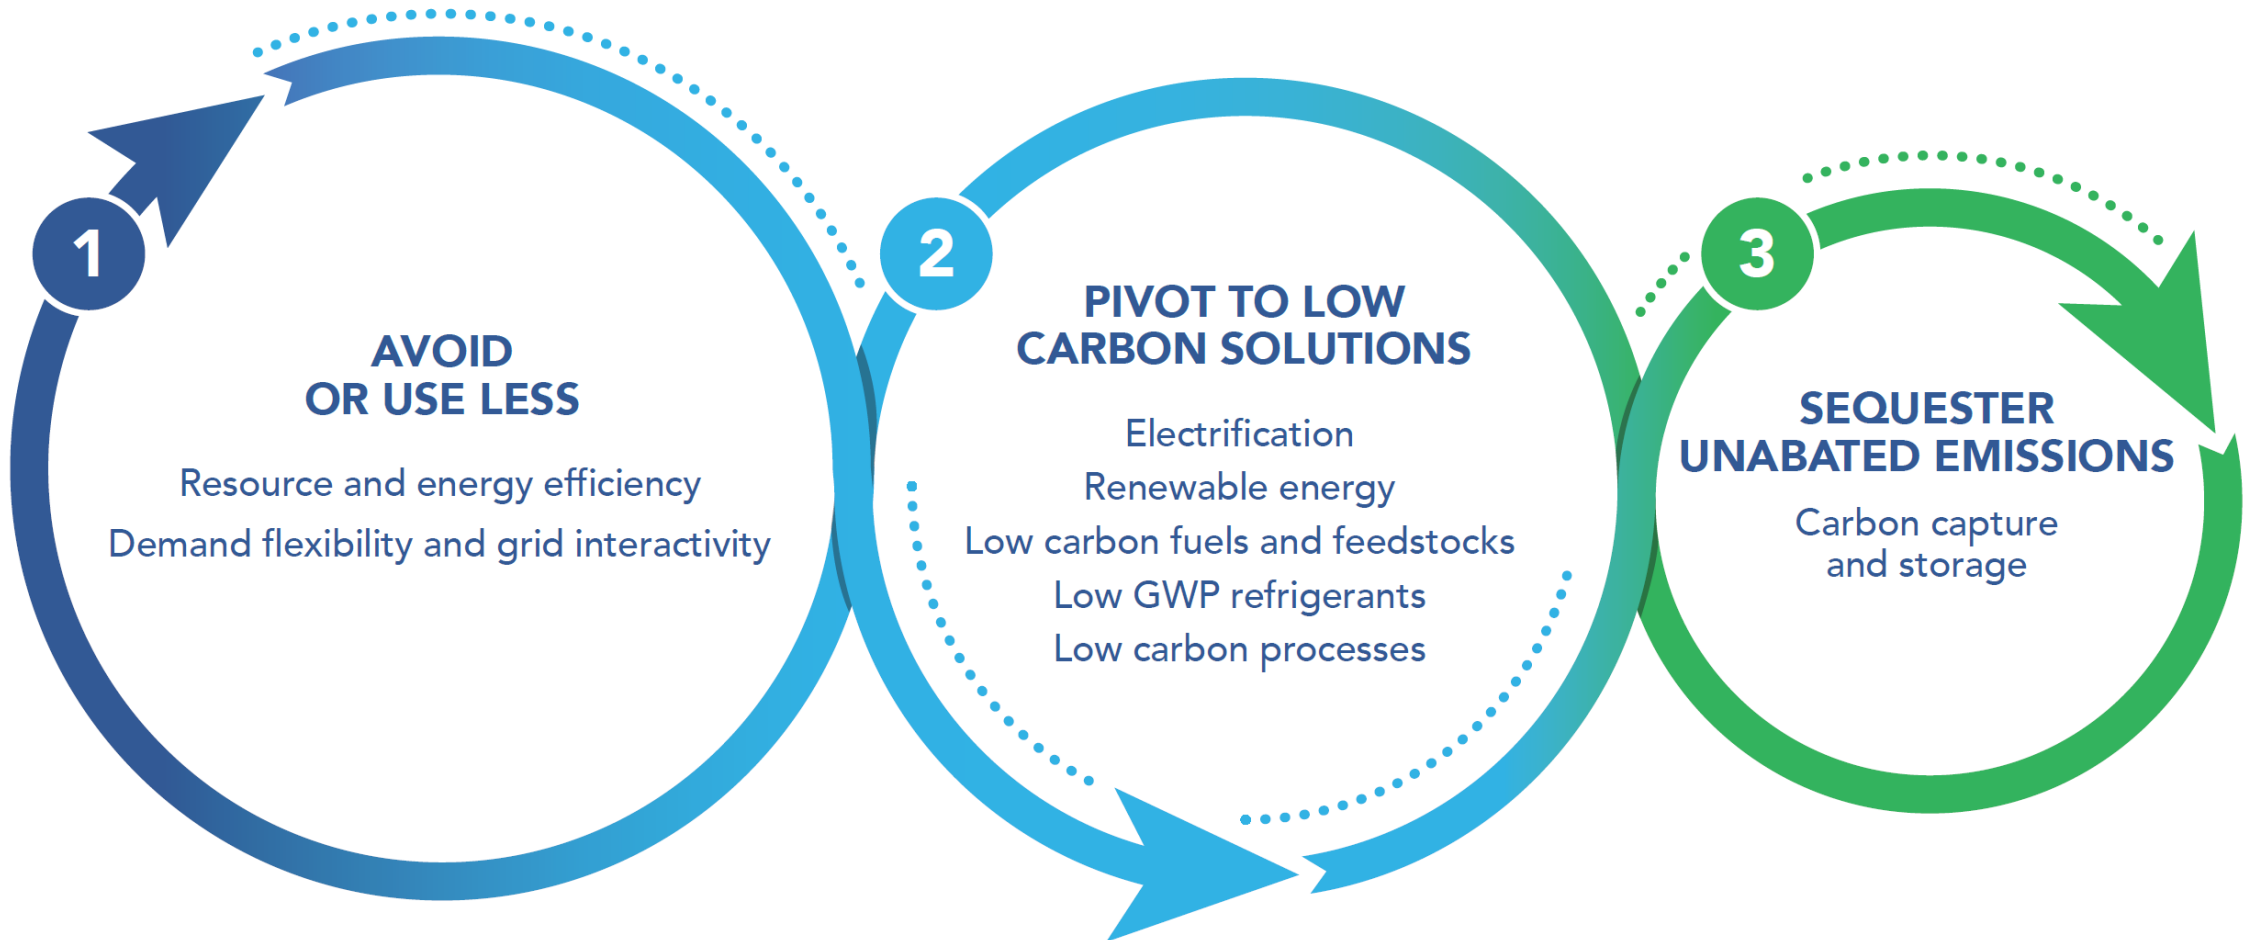 1
AVOID
OR USE LESS
Resource and energy efficiency
Demand flexibility and grid interactivity
2
PIVOT TO LOW
CARBON SOLUTIONS
Electrification
Renewable energy
Low carbon fuels and feedstocks
Low GWP refrigerants
Low carbon processes
3
SEQUESTER
UNABATED EMISSIONS
Carbon capture
and storage